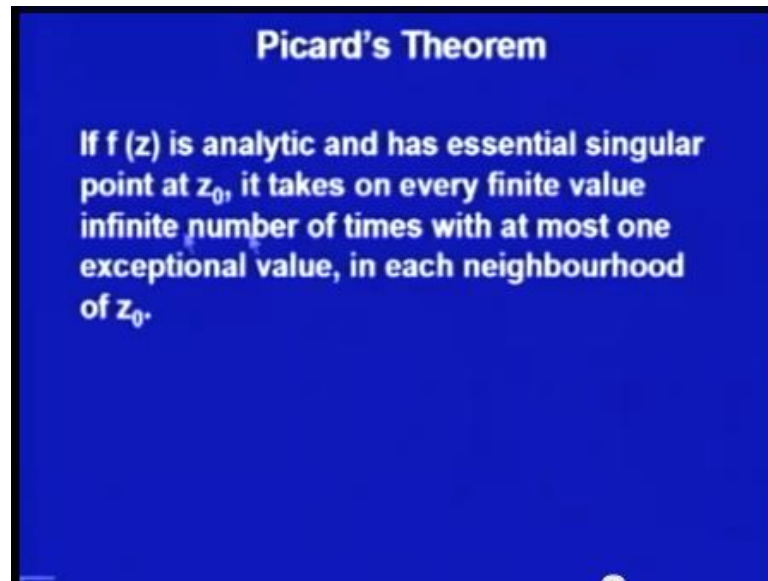 Picard's Theorem
If f (z) is analytic and has essential singular
point at z₀, it takes on every finite value
infinite number of times with at most one
exceptional value, in each neighbourhood
of z₀.